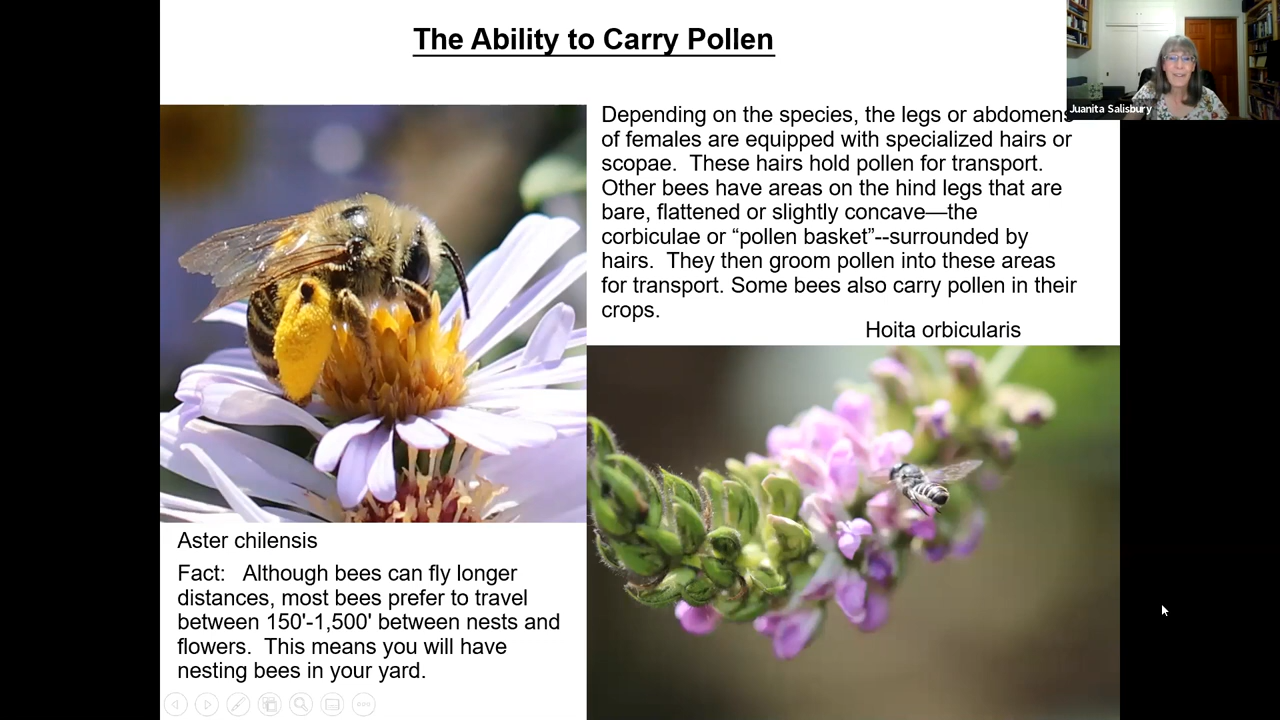 The Ability to Carry Pollen
Juanita Salisbury
Depending on the species, the legs or abdomens
of females are equipped with specialized hairs or
scopae.  These hairs hold pollen for transport.
Other bees have areas on the hind legs that are
bare, flattened or slightly concave—the
corbiculae or “pollen basket”--surrounded by
hairs.  They then groom pollen into these areas
for transport. Some bees also carry pollen in their
crops.
Hoita orbicularis
Aster chilensis
Fact:   Although bees can fly longer
distances, most bees prefer to travel
between 150'-1,500' between nests and
flowers.  This means you will have
nesting bees in your yard.